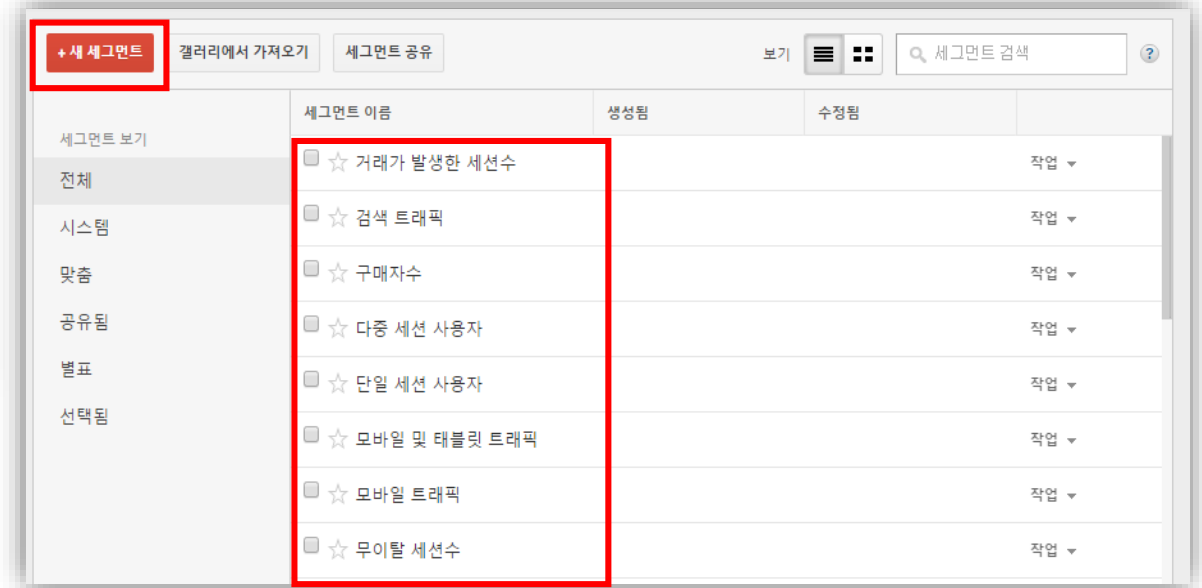 + 새 세그먼트 갤러리에서 가져오기 세그먼트 공유 보기 세그먼트 검색 ?
세그먼트 보기
전체
시스템
맞춤
공유됨
별표
선택됨
세그먼트 이름 생성됨 수정됨
거래가 발생한 세션수 작업
검색 트래픽 작업
구매자수 작업
다중 세션 사용자 작업
단일 세션 사용자 작업
모바일 및 태블릿 트래픽 작업
모바일 트래픽 작업
무이탈 세션수 작업